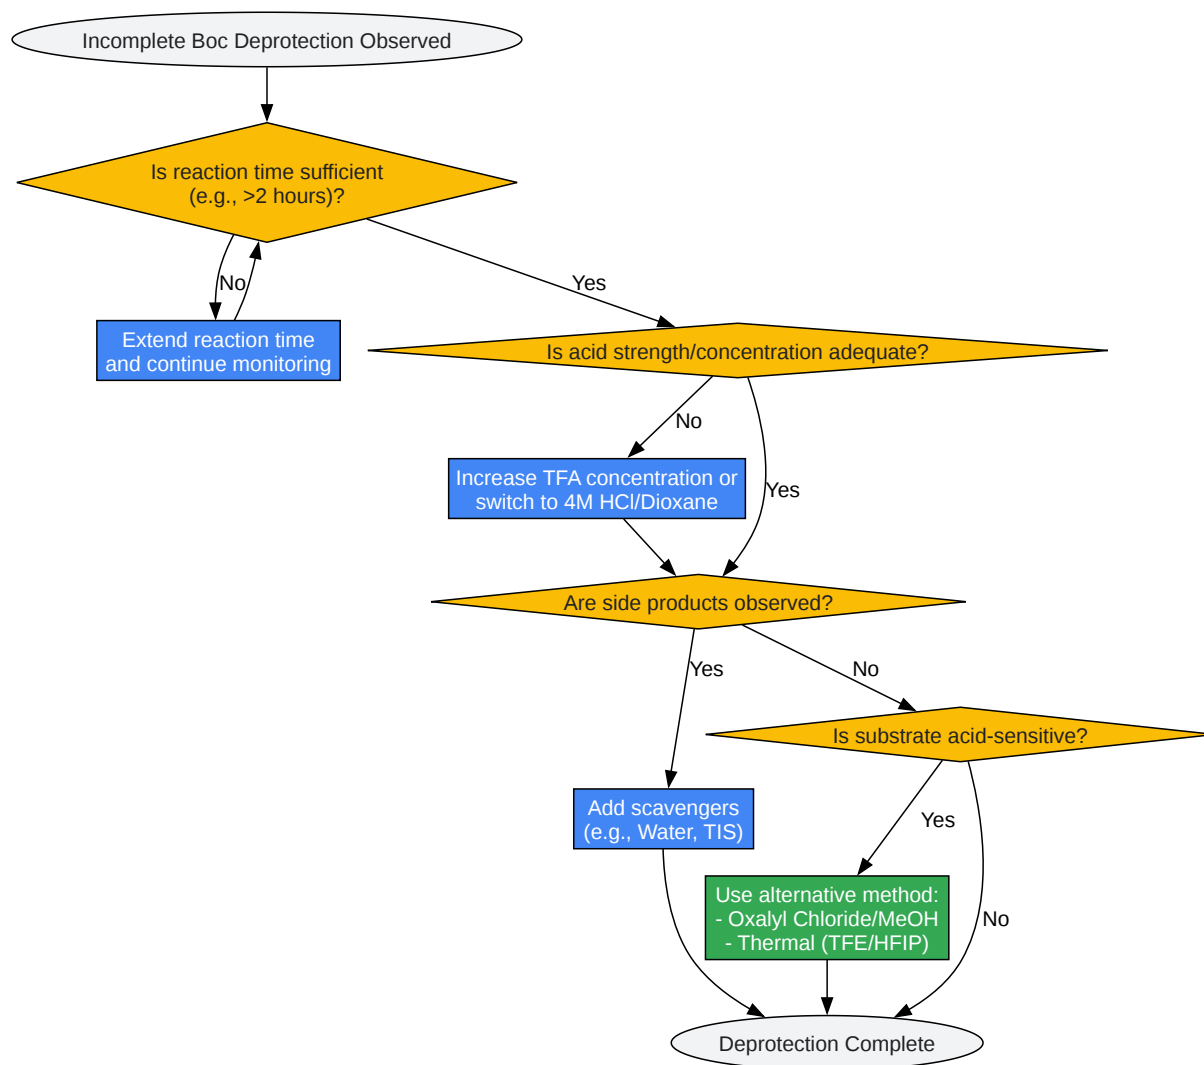 Incomplete Boc Deprotection Observed
Is reaction time sufficient
(e.g., >2 hours)?
No
Yes
Extend reaction time
and continue monitoring
Is acid strength/concentration adequate?
No
Increase TFA concentration or
switch to 4M HCl/Dioxane
Yes
Are side products observed?
Yes
No
Is substrate acid-sensitive?
Add scavengers
(e.g., Water, TIS)
Yes
Use alternative method:
- Oxalyl Chloride/MeOH
- Thermal (TFE/HFIP)
No
Deprotection Complete